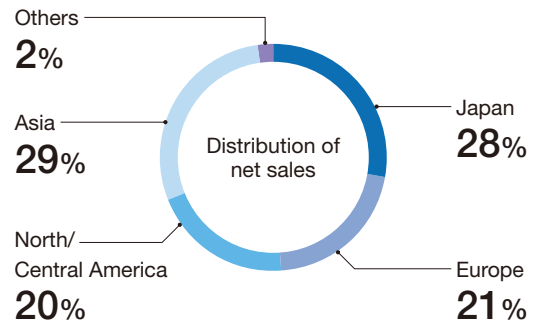 Others
2%
Asia
29%
North/
Central America
20%
Distribution of
net sales
Japan
28%
Europe
21%